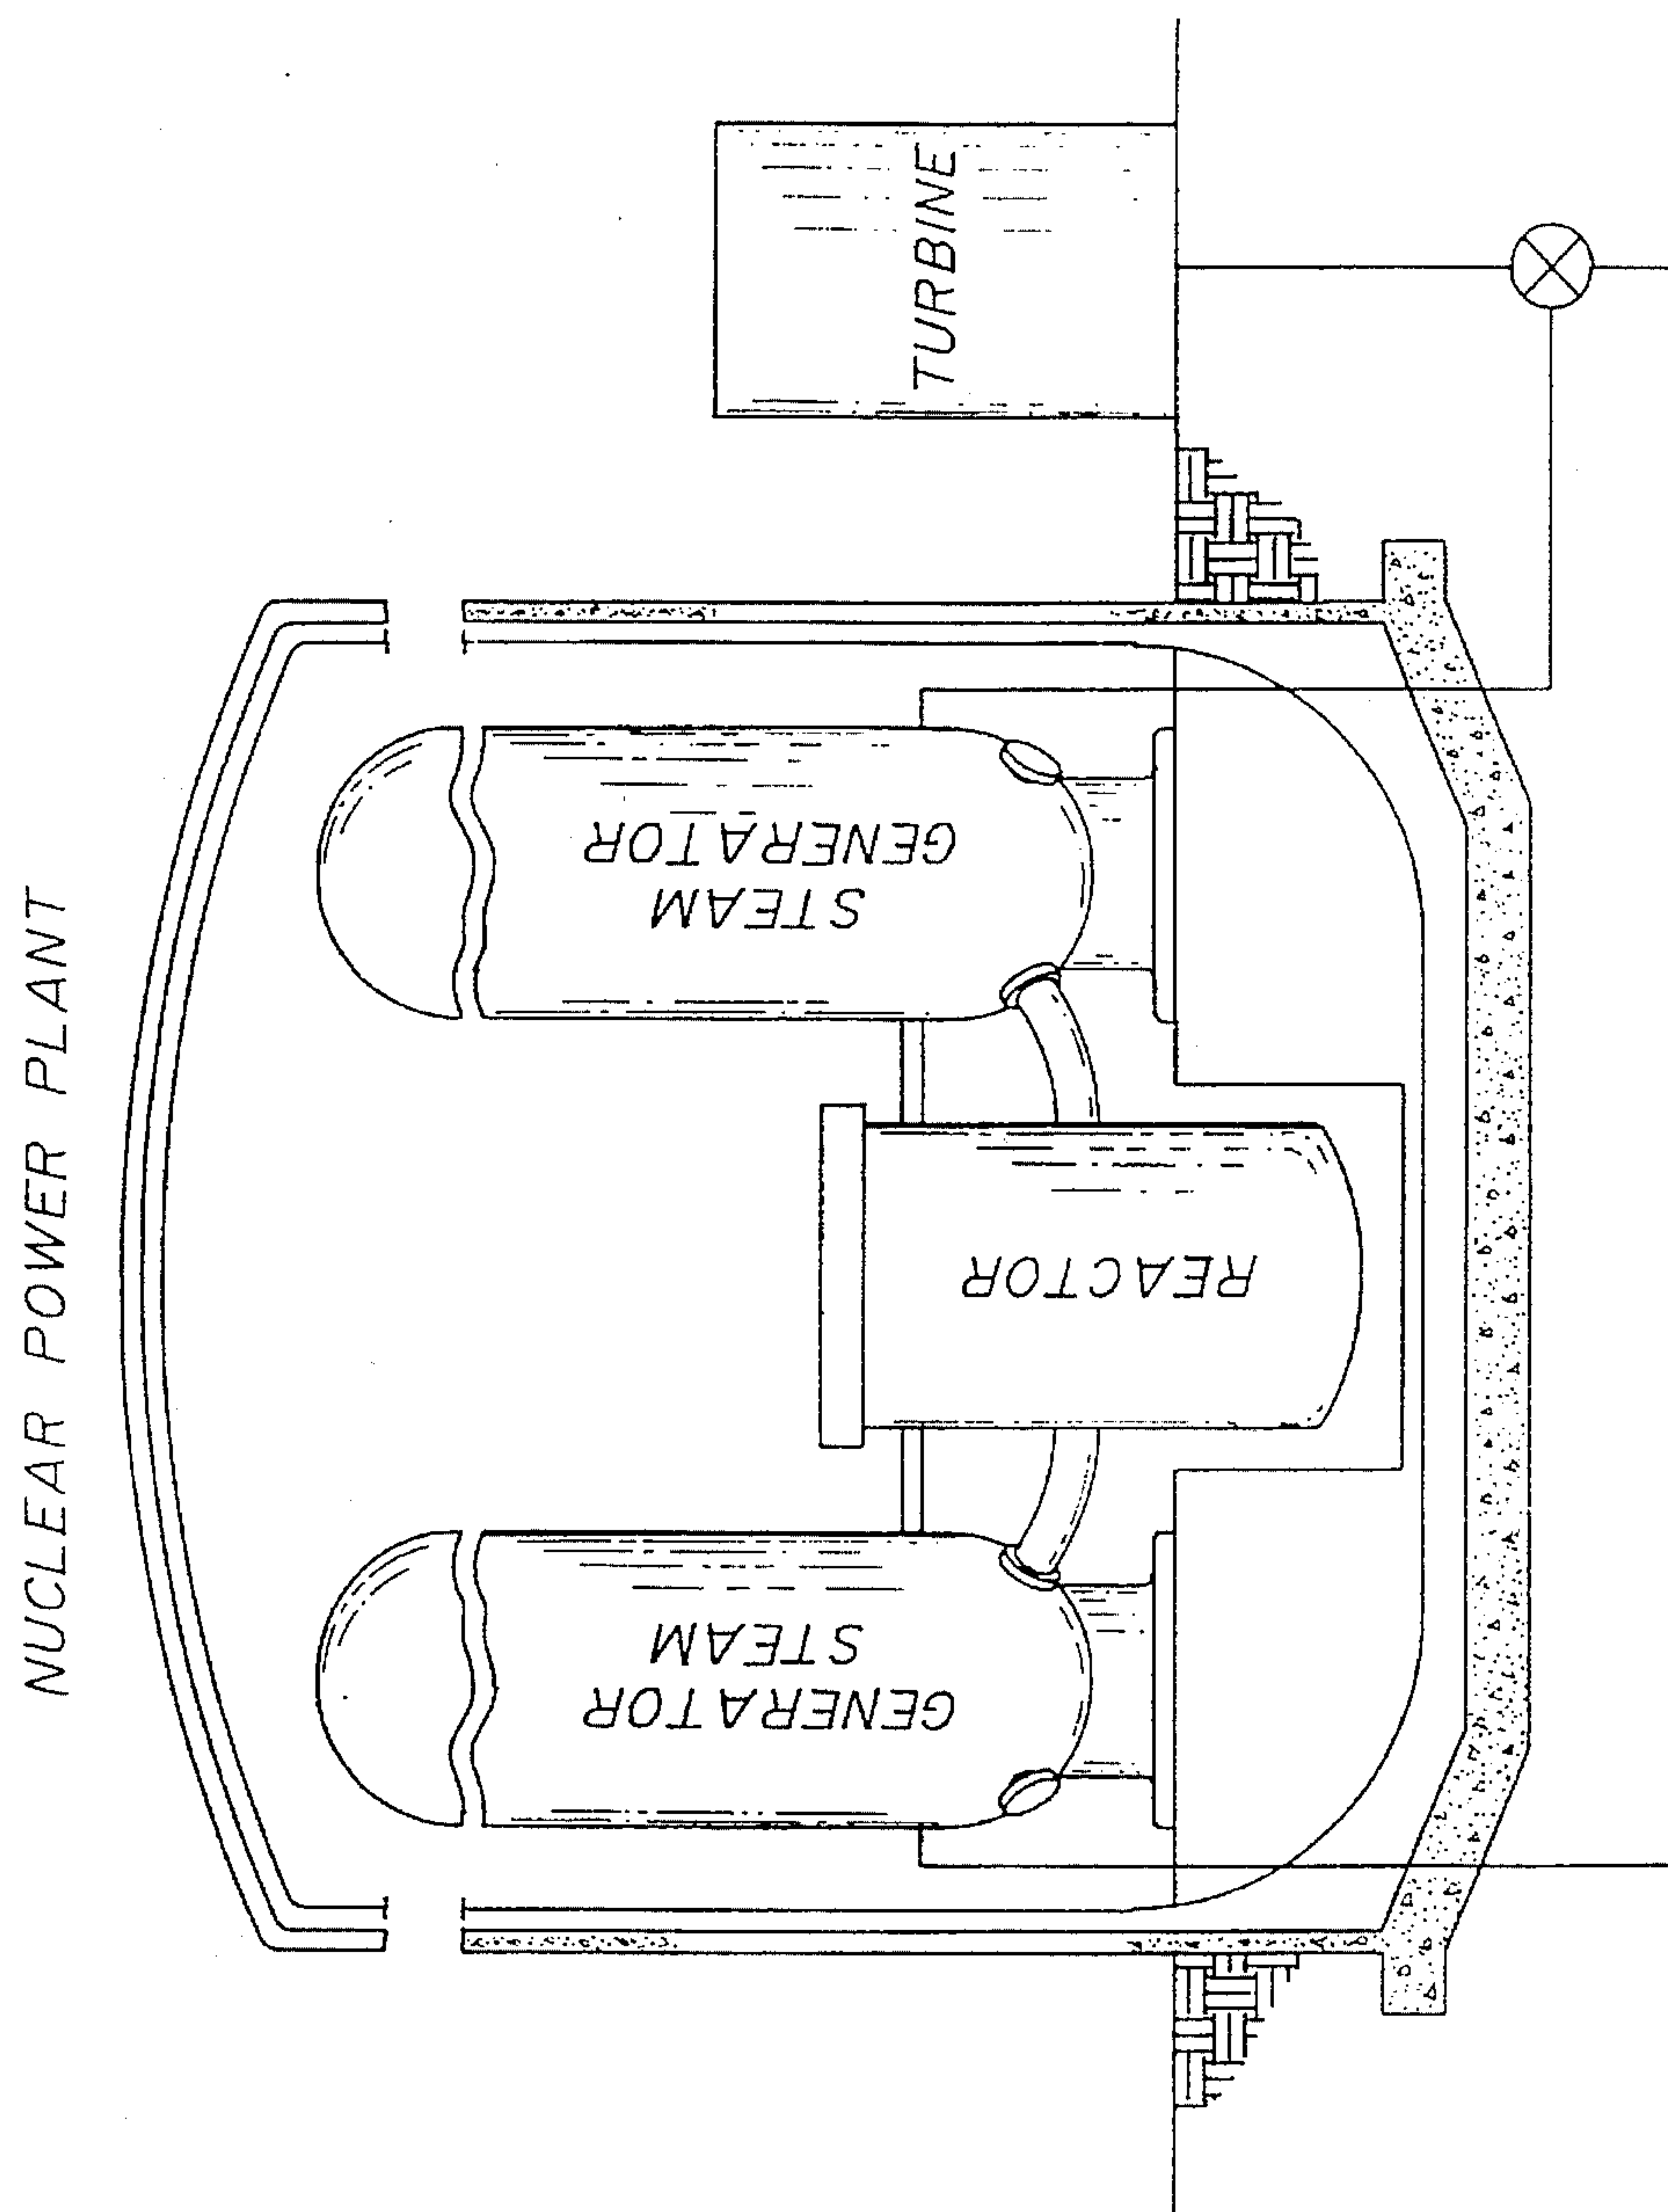 NUCLEAR POWER PLANT
STEAM
GENERATOR
REACTOR
STEAM
GENERATOR
TURBINE